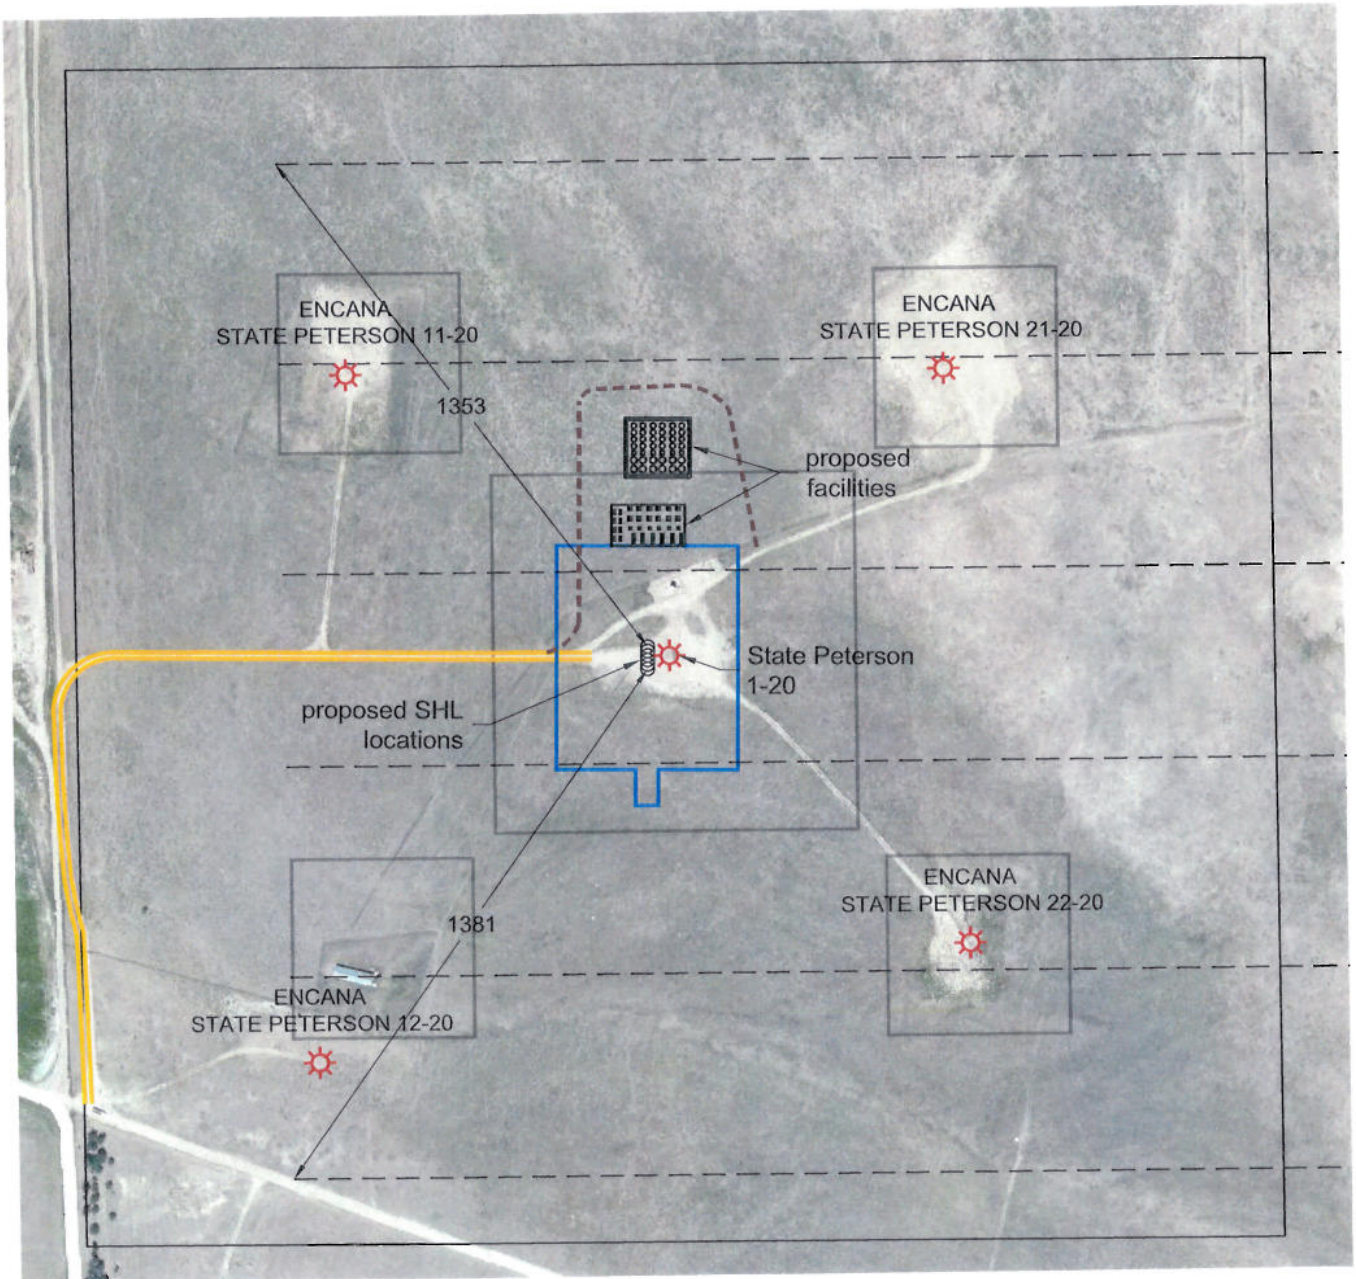 ENCANA
STATE PETERSON 11-20
ENCANA
STATE PETERSON 21-20
1353
proposed
facilities
State Peterson
1-20
proposed SHL
locations
ENCANA
STATE PETERSON 22-20
1381
ENCANA
STATE PETERSON 12-20